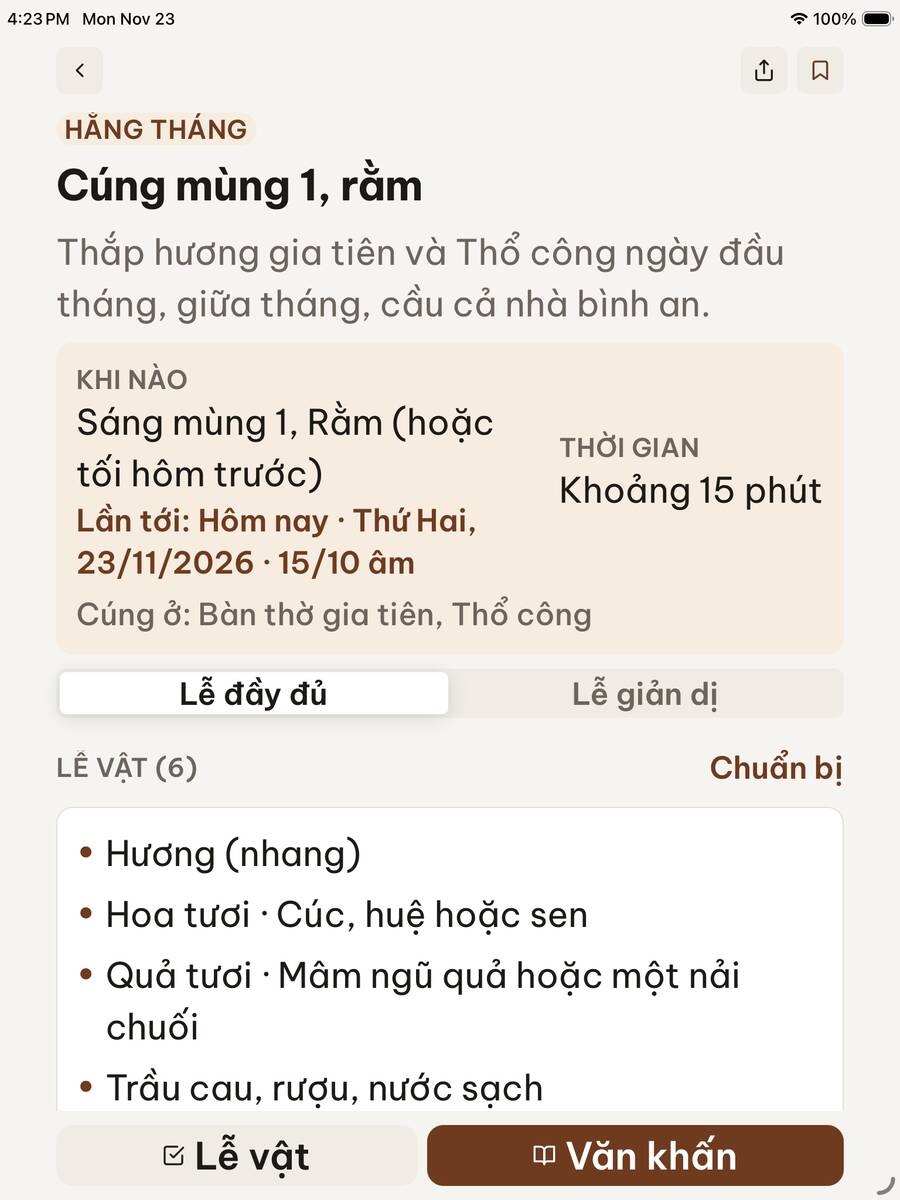 4:23 PM Mon Nov 23
100%
HẰNG THÁNG
Cúng mùng 1, rằm
Thắp hương gia tiên và Thổ công ngày đầu
tháng, giữa tháng, cầu cả nhà bình an.
KHI NÀO
Sáng mùng 1, Rằm (hoặc
tối hôm trước)
Lần tới: Hôm nay · Thứ Hai,
23/11/2026 · 15/10 âm
THỜI GIAN
Khoảng 15 phút
Cúng ở: Bàn thờ gia tiên, Thổ công
Lễ đầy đủ
Lễ giản dị
LỄ VẬT (6)
Chuẩn bị
• Hương (nhang)
• Hoa tươi · Cúc, huệ hoặc sen
• Quả tươi · Mâm ngũ quả hoặc một nải
chuối
• Trầu cau, rượu, nước sạch
Lễ vật
Văn khấn